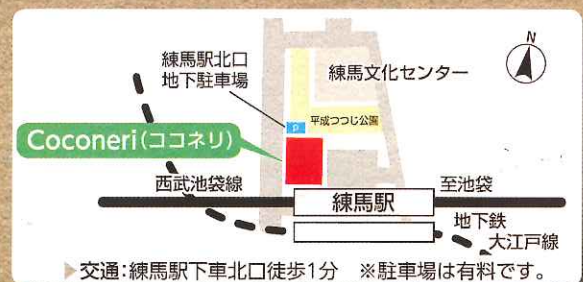 N
練馬駅北口
地下駐車場
練馬文化センター
P
平成つつじ公園
Coconeri(ココネリ)
西武池袋線
至池袋
練馬駅
地下鉄
大江戸線
▶交通:練馬駅下車北口徒歩1分 ※駐車場は有料です。